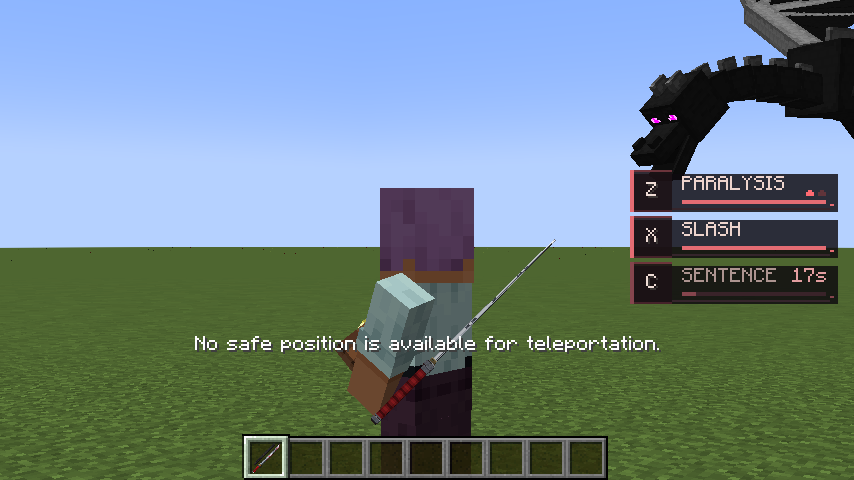 Z PARALYSIS
X SLASH
C SENTENCE 17s
No safe position is available for teleportation.